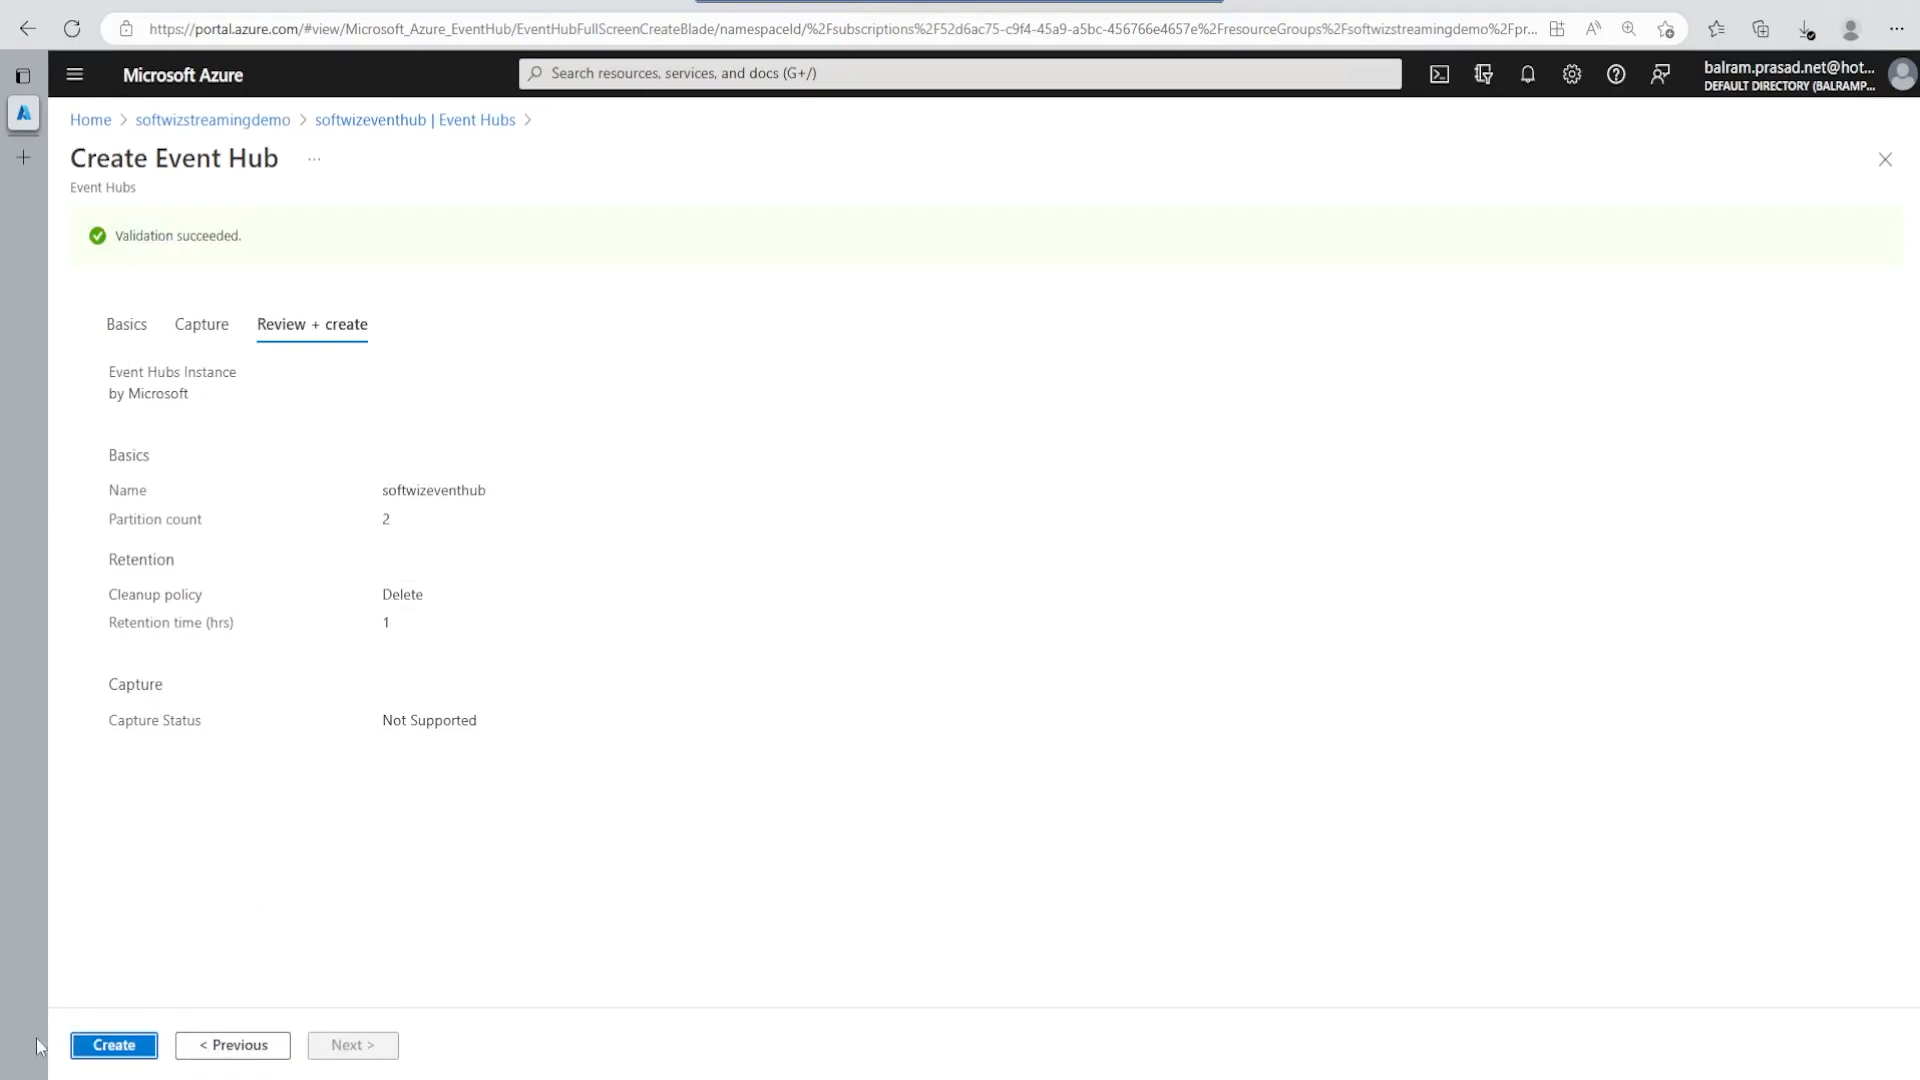 https://portal.azure.com/#view/Microsoft_Azure_EventHub/EventHubFullScreenCreateBlade/namespaceId/%2Fsubscriptions%2F52d6ac75-c9f4-45a9-a5bc-456766e4657e%2FresourceGroups%2Fsoftwizstreamingdemo%2Fpr...
Microsoft Azure
Search resources, services, and docs (G+/)
balram.prasad.net@hot...
DEFAULT DIRECTORY (BALRAMP...
Home > softwizstreamingdemo > softwizeventhub | Event Hubs >
Create Event Hub ...
Event Hubs
Validation succeeded.
Basics Capture Review + create
Event Hubs Instance
by Microsoft
Basics
Name softwizeventhub
Partition count 2
Retention
Cleanup policy Delete
Retention time (hrs) 1
Capture
Capture Status Not Supported
Create < Previous Next >